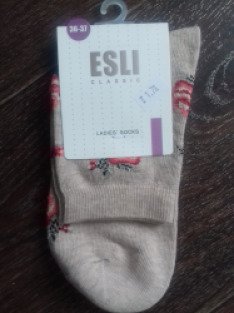 36-37
ESLI
CLASSIC
LADIES' SOCKS